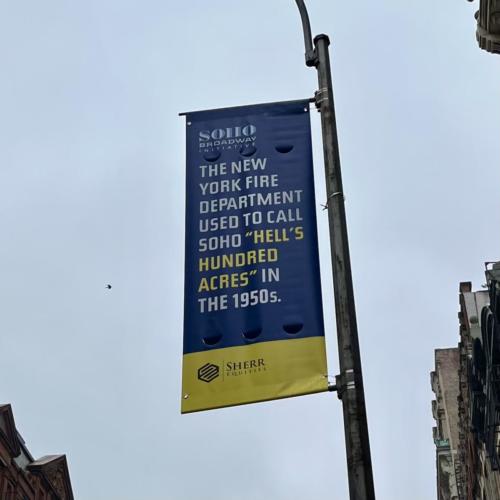 SOHO
BROADWAY
INITIATIVE
THE NEW
YORK FIRE
DEPARTMENT
USED TO CALL
SOHO “HELL’S
HUNDRED
ACRES” IN
THE 1950s.
SHERR
EQUITIES